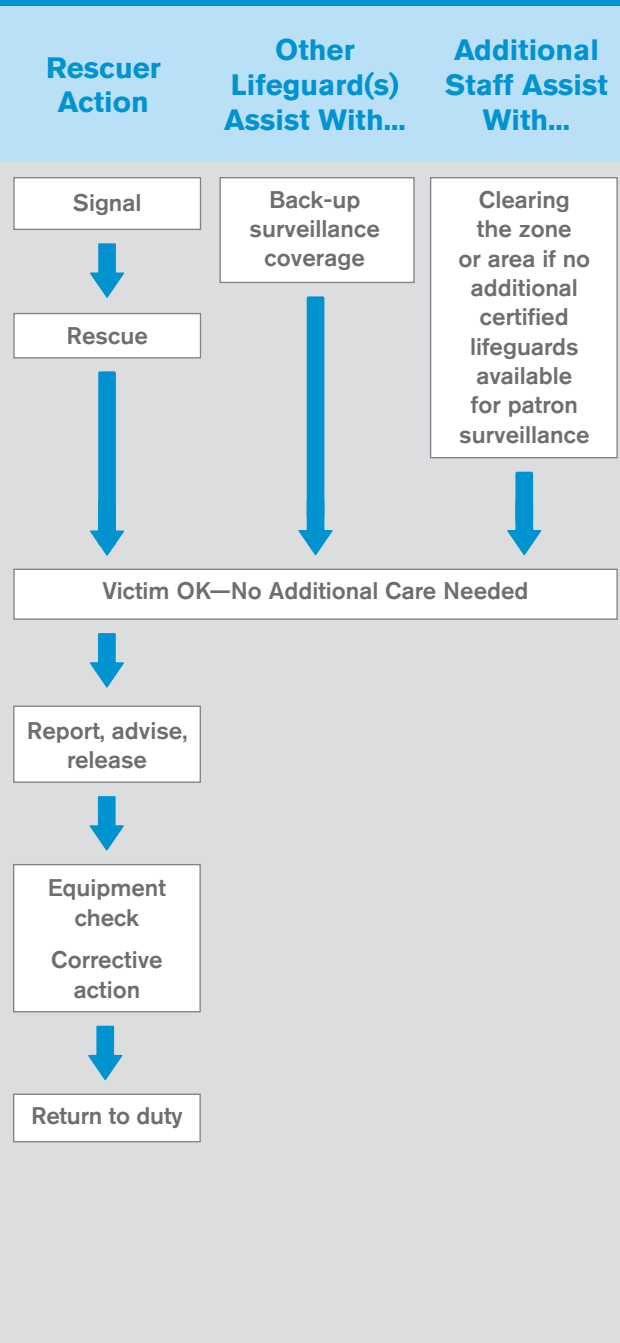 Rescuer
Action
Other
Lifeguard(s)
Assist With...
Additional
Staff Assist
With...
Signal
Rescue
Back-up
surveillance
coverage
Clearing
the zone
or area if no
additional
certified
lifeguards
available
for patron
surveillance
Victim OK—No Additional Care Needed
Report, advise,
release
Equipment
check
Corrective
action
Return to duty